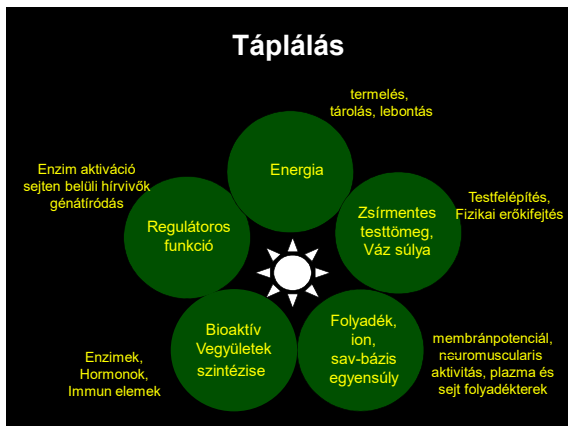 Táplálás
termelés,
tárolás, lebontás
Energia
Enzim aktiváció
sejten belüli hírvivők
génátíródás
Regulátoros
funkció
Zsírmentes
testtömeg,
Váz súlya
Testfelépítés,
Fizikai erőkifejtés
Bioaktív
Vegyületek
szintézise
Enzimek,
Hormonok,
Immun elemek
Folyadék,
ion,
sav-bázis
egyensúly
membránpotenciál,
neuromuscularis
aktivitás, plazma és
sejt folyadékterek